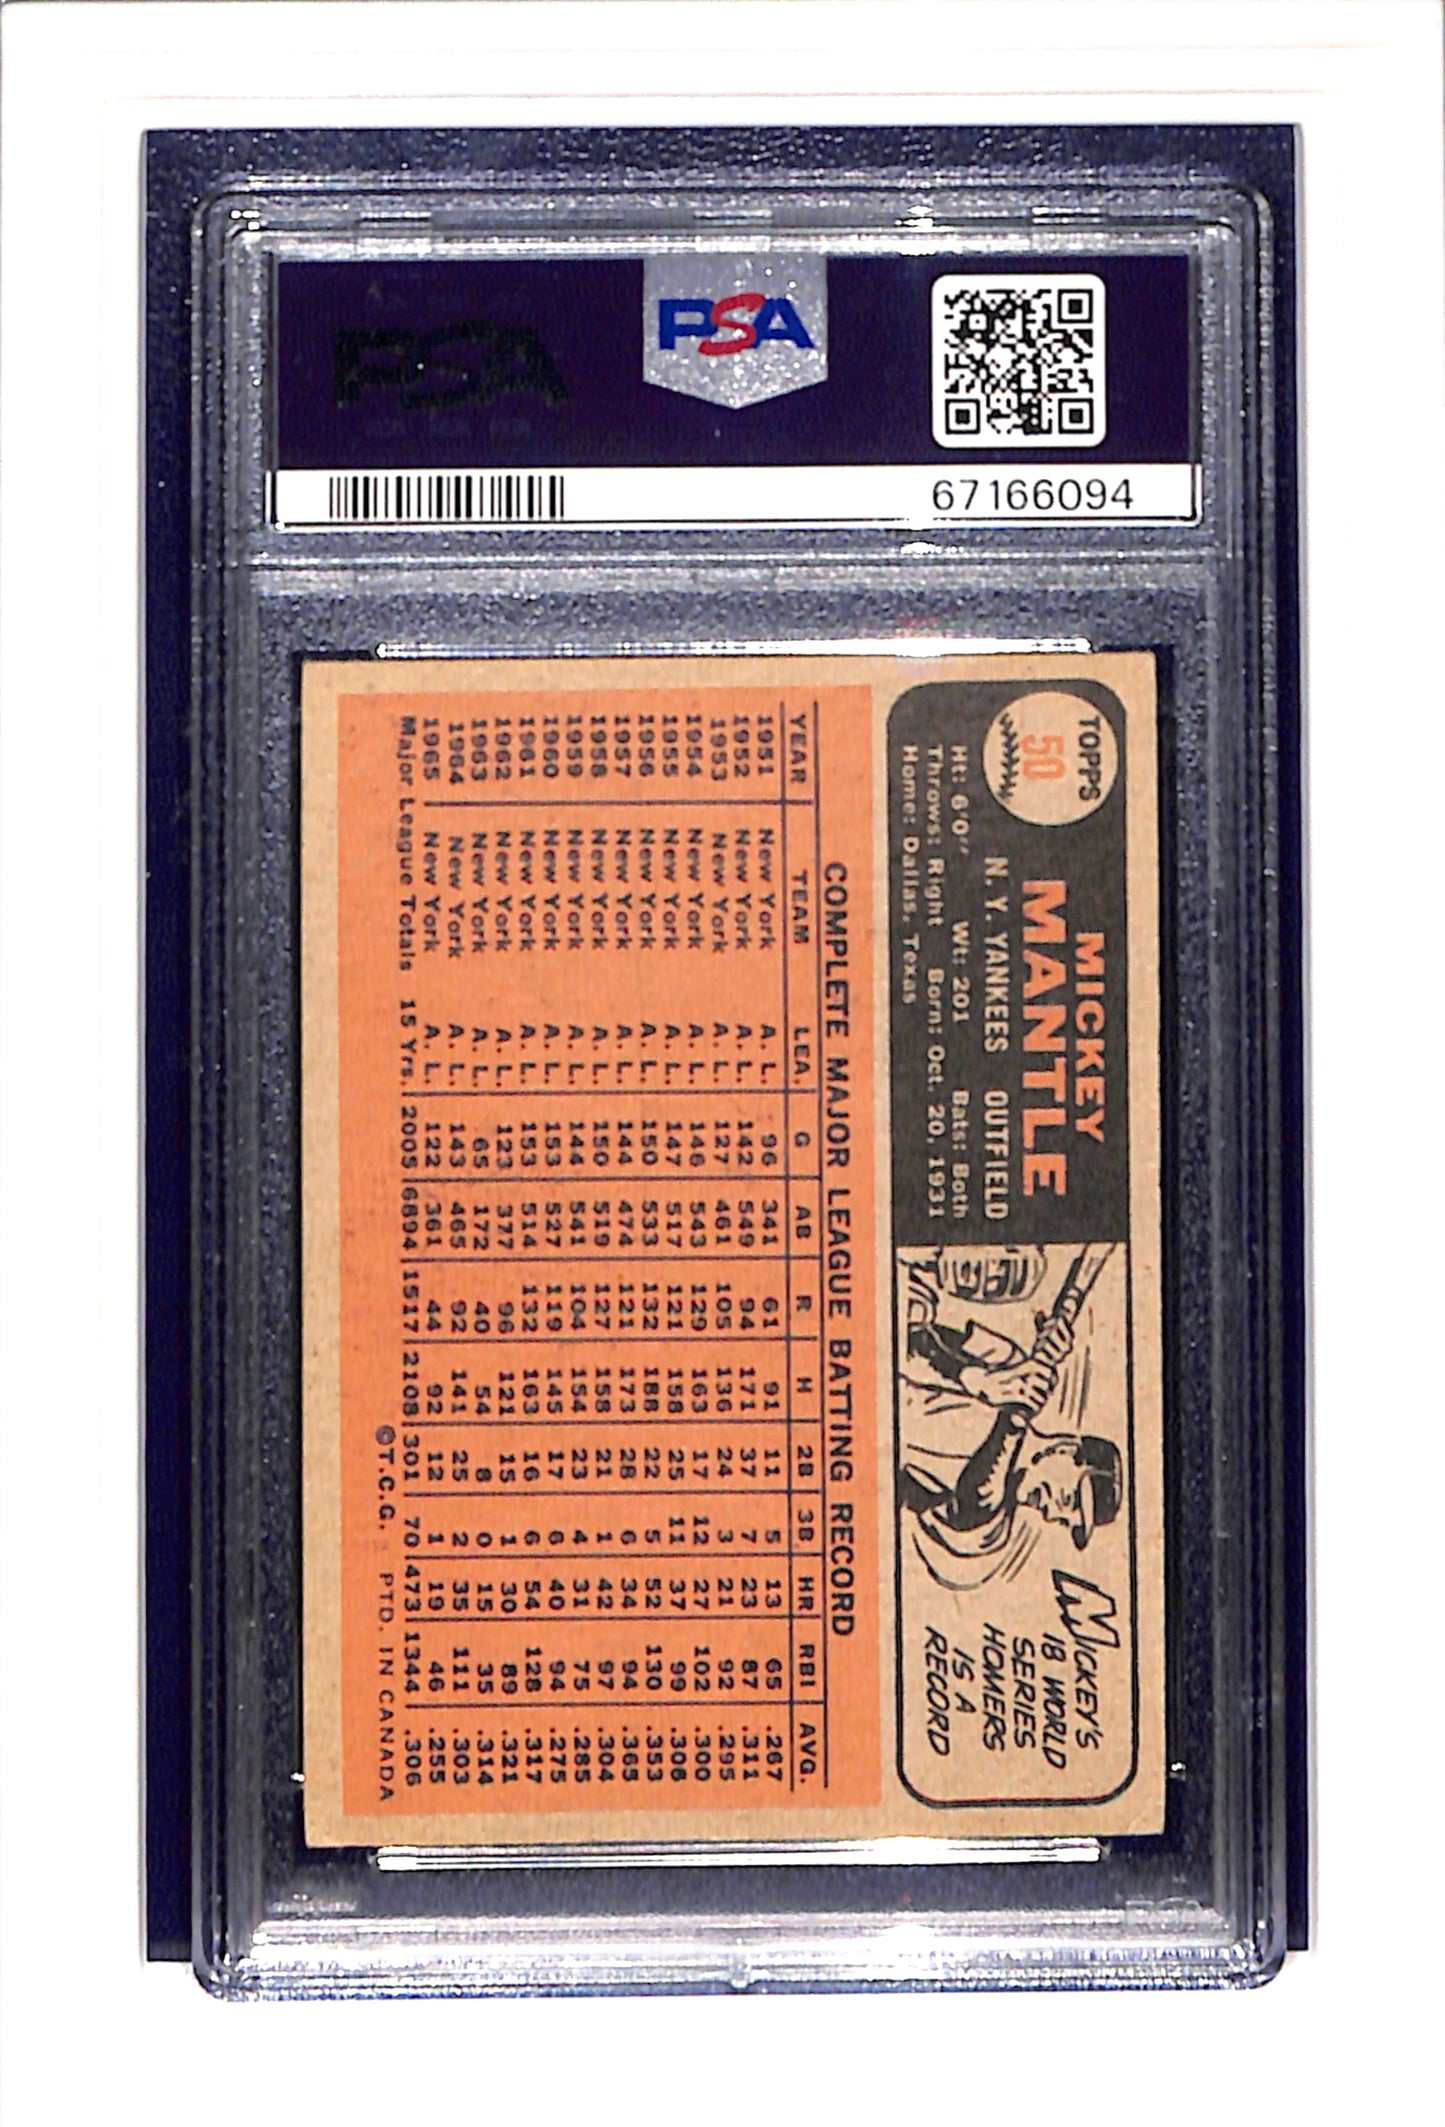 PSA
PSA
67166094
TOPPS
50
MICKEY
MANTLE
N. Y. YANKEES OUTFIELD
Ht: 6'0" Wt: 201 Bats: Both
Throws: Right Born: Oct. 20, 1931
Home: Dallas, Texas
MICKEY'S
18 WORLD
SERIES
HOMERS
IS A
RECORD
COMPLETE MAJOR LEAGUE BATTING RECORD
YEAR TEAM LEA. G AB R H 2B 3B HR RBI AVG.
1951 New York A. L. 96 341 61 91 11 5 13 65 .267
1952 New York A. L. 142 549 94 171 37 7 23 87 .311
1953 New York A. L. 127 461 105 136 24 3 21 92 .295
1954 New York A. L. 146 543 129 163 17 12 27 102 .300
1955 New York A. L. 147 517 121 158 25 11 37 99 .306
1956 New York A. L. 150 533 132 188 22 5 52 130 .353
1957 New York A. L. 144 474 121 173 28 6 34 94 .365
1958 New York A. L. 150 519 127 158 21 1 42 97 .304
1959 New York A. L. 144 541 104 154 23 4 31 75 .285
1960 New York A. L. 153 527 119 145 17 6 40 94 .275
1961 New York A. L. 153 514 132 163 16 6 54 128 .317
1962 New York A. L. 123 377 96 121 15 1 30 89 .321
1963 New York A. L. 65 172 40 54 8 0 15 35 .314
1964 New York A. L. 143 465 92 141 25 2 35 111 .303
1965 New York A. L. 122 361 44 92 12 1 19 46 .255
Major League Totals 15 Yrs. 2005 6894 1517 2108 301 70 473 1344 .306
©T.C.G. PTD. IN CANADA